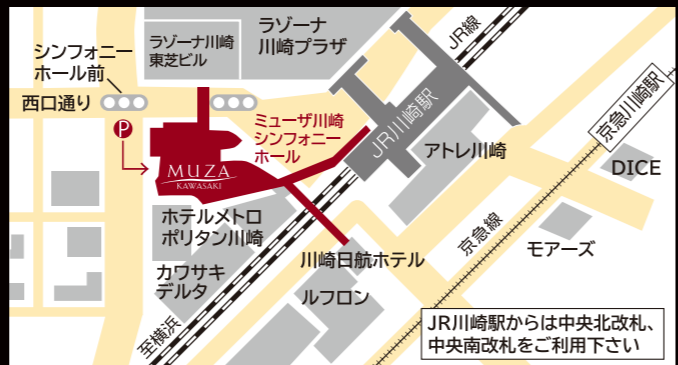 シンフォニー
ホール前
ラゾーナ川崎
東芝ビル
ラゾーナ
川崎プラザ
JR線
西口通り
P
ミューザ川崎
シンフォニー
ホール
JR川崎駅
京急川崎駅
MUZA
KAWASAKI
アトレ川崎
DICE
ホテルメトロ
ポリタン川崎
京急線
モアーズ
川崎日航ホテル
カワサキ
デルタ
ルフロン
至横浜
JR川崎駅からは中央北改札、
中央南改札をご利用下さい